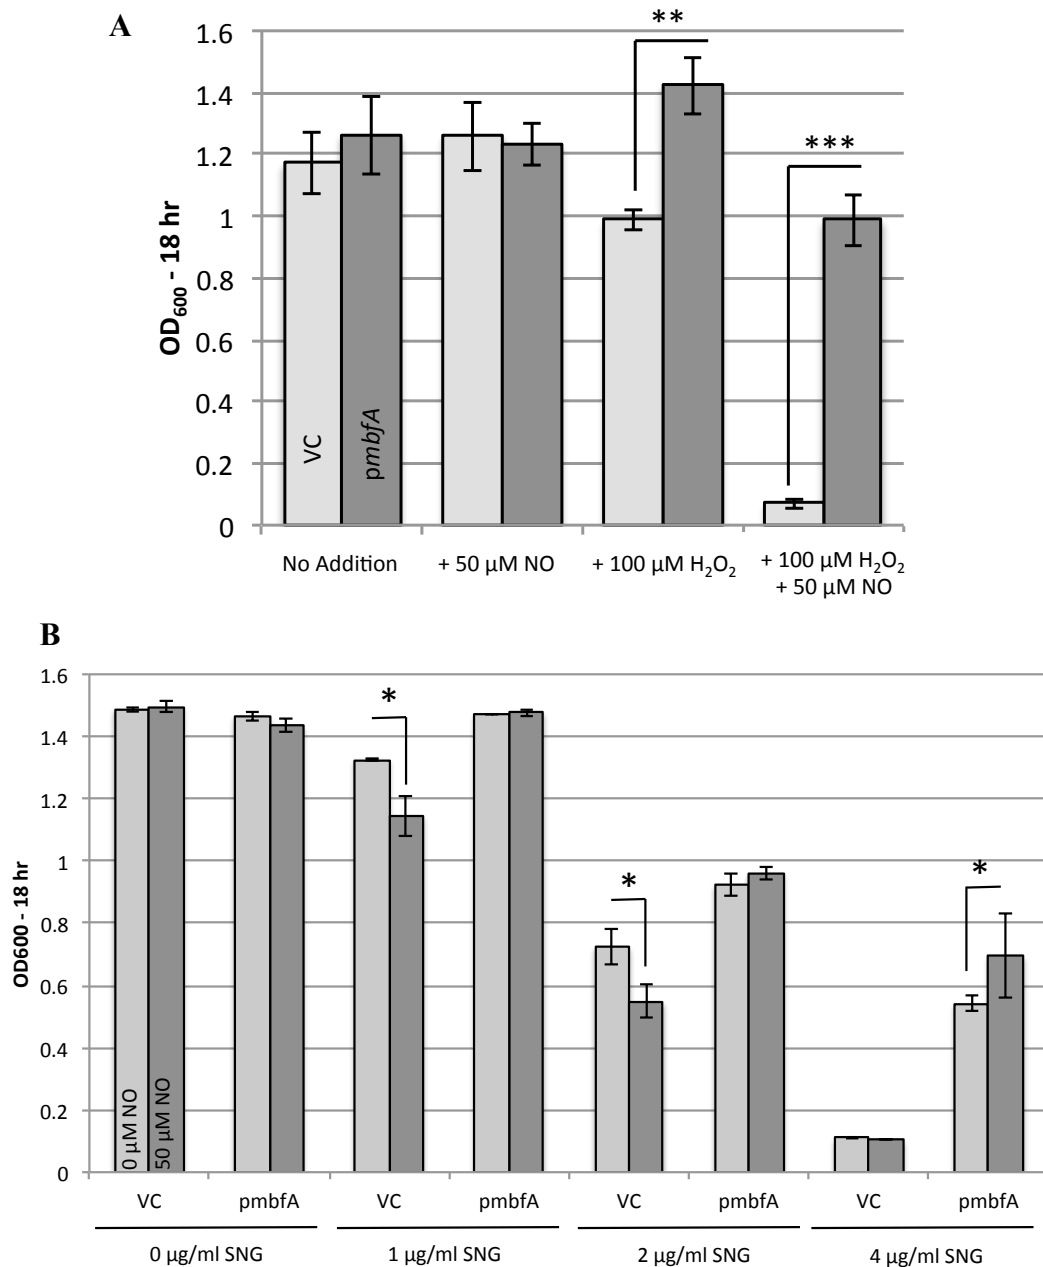 A
1.6
**
1.4
***
1.2
1
0.8
0.6
0.4
0.2
0
OD600 - 18 hr
VC
pmbfA
No Addition
+ 50 μM NO
+ 100 μM H2O2
+ 100 μM H2O2
+ 50 μM NO
B
1.6
*
1.4
1.2
1
*
*
0.8
0.6
0.4
0.2
0
OD600 - 18 hr
0 μM NO
50 μM NO
VC pmbfA VC pmbfA VC pmbfA VC pmbfA
0 μg/ml SNG 1 μg/ml SNG 2 μg/ml SNG 4 μg/ml SNG